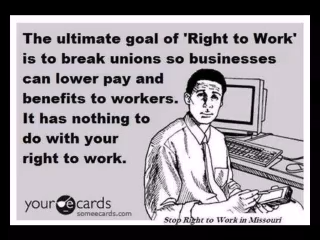 The ultimate goal of 'Right to Work'
is to break unions so businesses
can lower pay and
benefits to workers.
It has nothing to
do with your
right to work.
your ecards
someecards.com
Stop Right to Work in Missouri